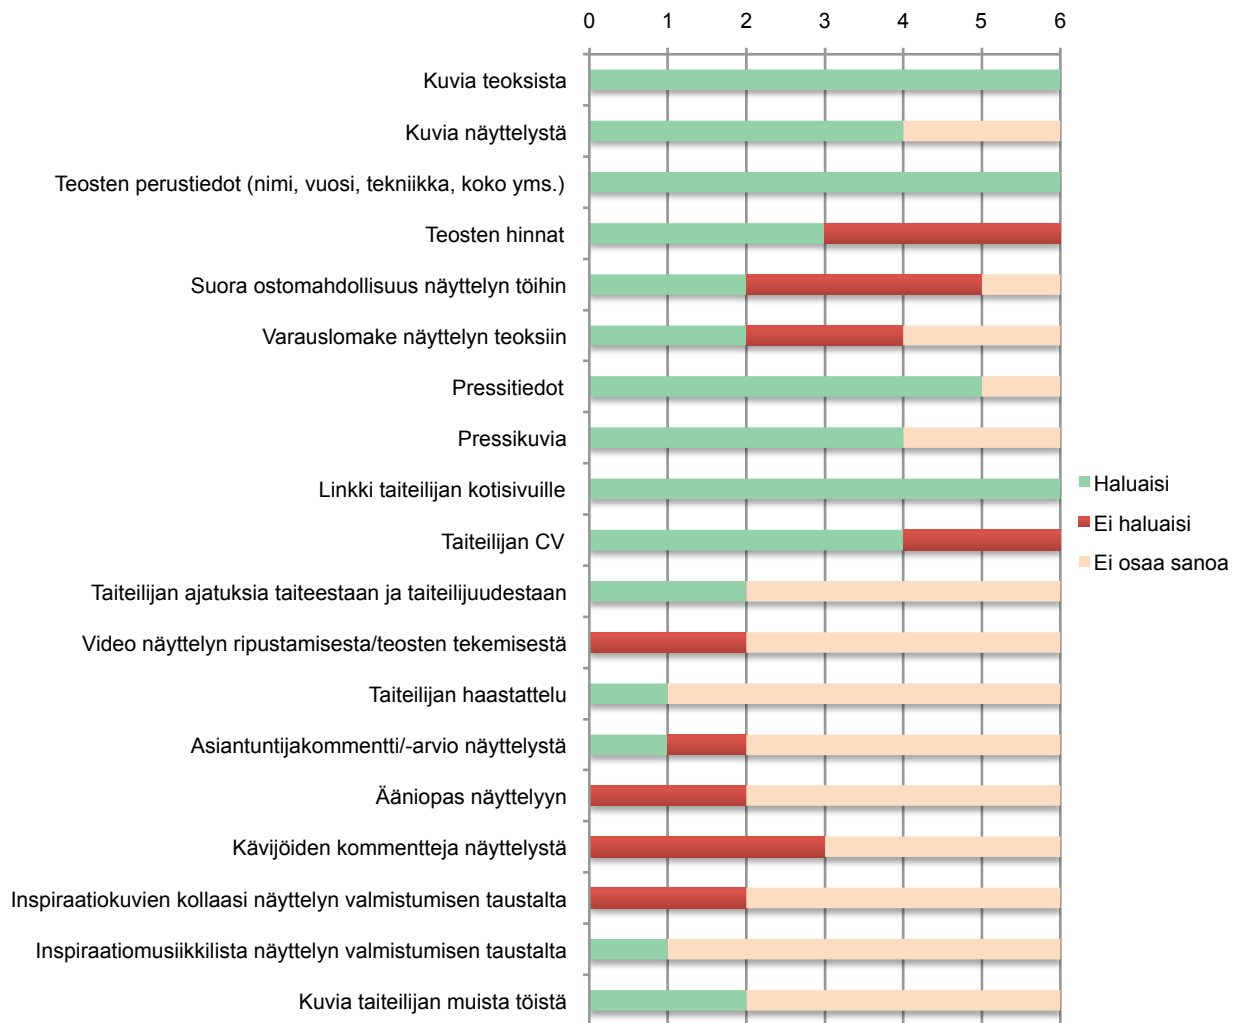 0 1 2 3 4 5 6
Kuvia teoksista
Kuvia näyttelystä
Teosten perustiedot (nimi, vuosi, tekniikka, koko yms.)
Teosten hinnat
Suora ostomahdollisuus näyttelyn töihin
Varauslomake näyttelyn teoksiin
Pressitiedot
Pressikuvia
Linkki taiteilijan kotisivuille
Taiteilijan CV
Taiteilijan ajatuksia taiteestaan ja taiteilijuudestaan
Video näyttelyn ripustamisesta/teosten tekemisestä
Taiteilijan haastattelu
Asiantuntijakommentti/-arvio näyttelystä
Ääniopas näyttelyyn
Kävijöiden kommentteja näyttelystä
Inspiraatiokuvien kollaasi näyttelyn valmistumisen taustalta
Inspiraatiomusiikkilista näyttelyn valmistumisen taustalta
Kuvia taiteilijan muista töistä
Haluaisi
Ei haluaisi
Ei osaa sanoa